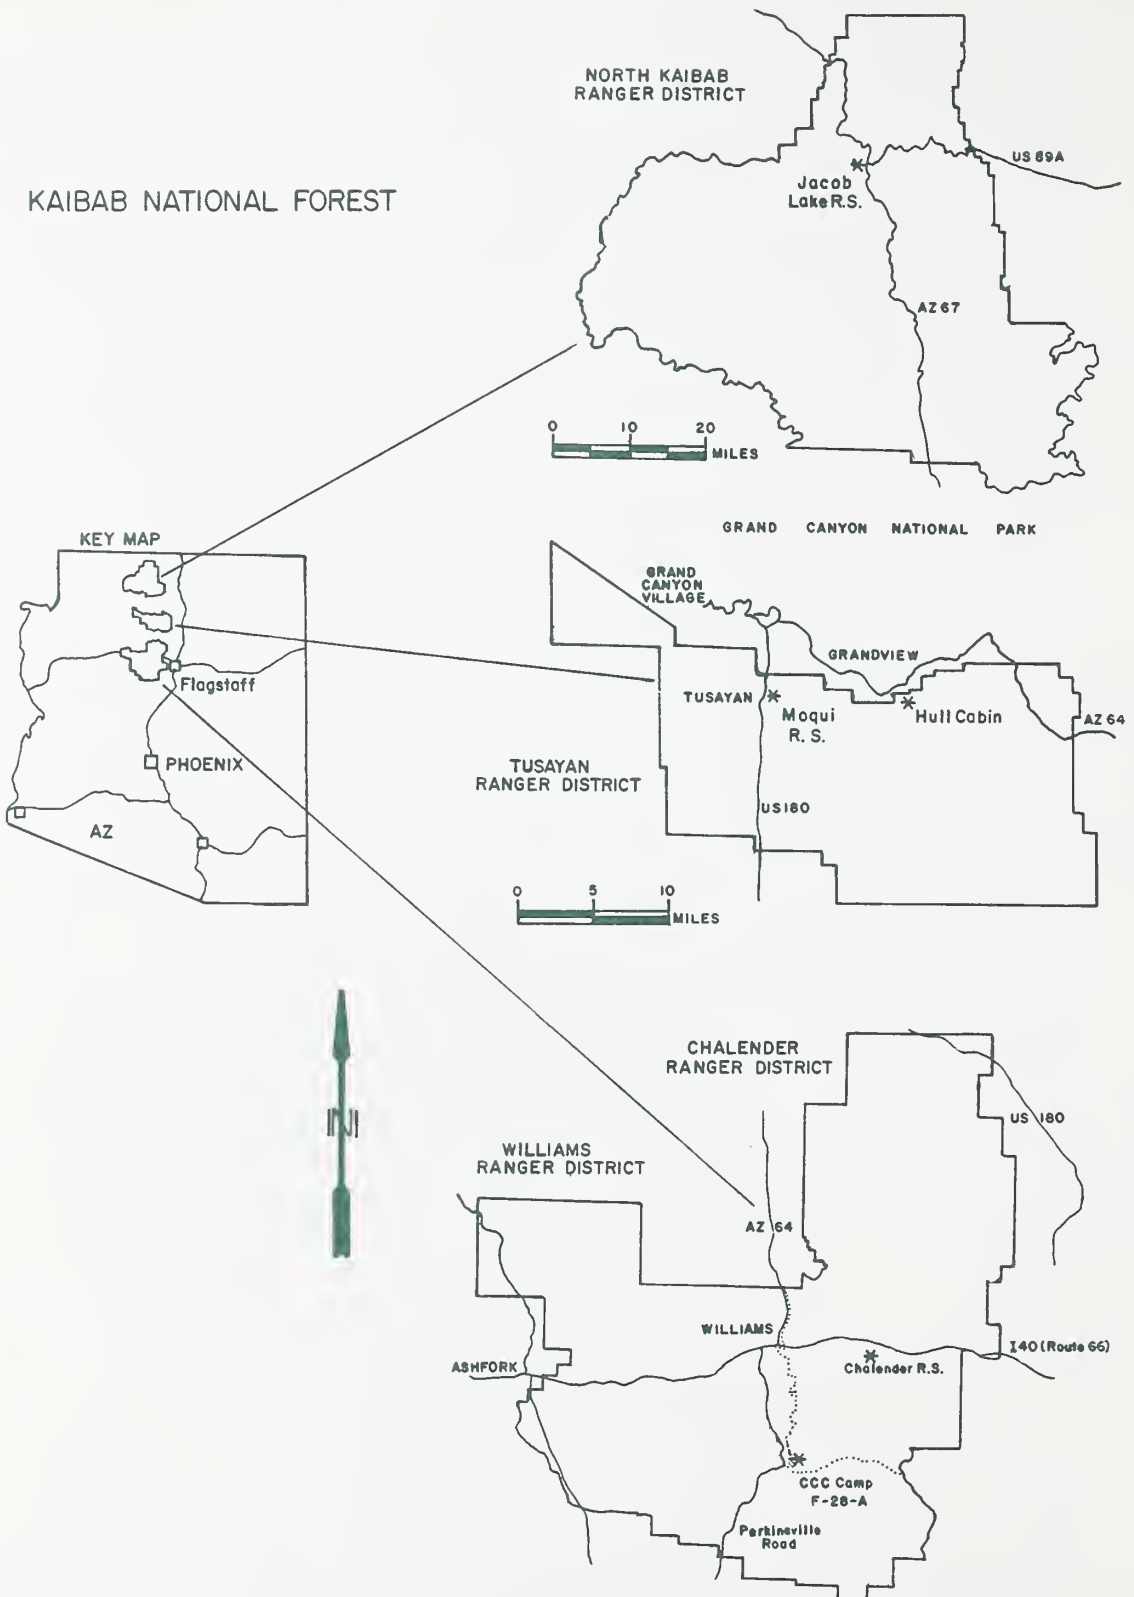 NORTH KAIBAB
RANGER DISTRICT
US 89A
KAIBAB NATIONAL FOREST
Jacob
Lake R.S.
AZ 67
0 10 20
MILES
GRAND CANYON NATIONAL PARK
KEY MAP
Flagstaff
PHOENIX
AZ
GRAND
CANYON
VILLAGE
GRANDVIEW
TUSAYAN
Moqui
R. S.
Hull Cabin
AZ 64
TUSAYAN
RANGER DISTRICT
US180
0 5 10
MILES
N
CHALENDER
RANGER DISTRICT
US 180
WILLIAMS
RANGER DISTRICT
AZ 64
WILLIAMS
I40 (Route 66)
ASHFORK
Chalender R.S.
CCC Camp
F-28-A
Perkinsville
Road